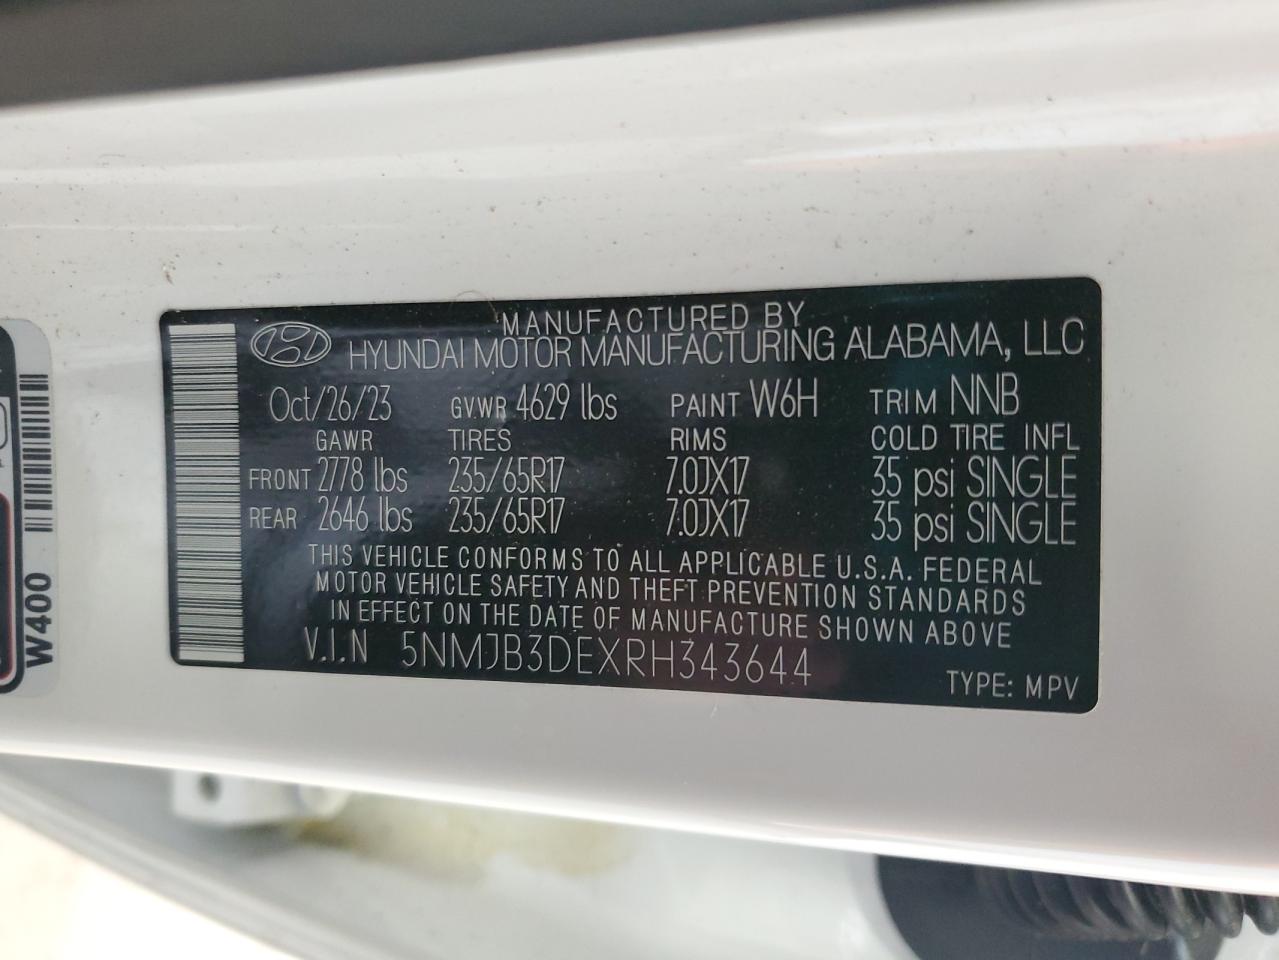 MANUFACTURED BY
HYUNDAI MOTOR MANUFACTURING ALABAMA, LLC
Oct/26/23 GVWR 4629 lbs PAINT W6H TRIM NNB
GAWR TIRES RIMS COLD TIRE INFL
FRONT 2778 lbs 235/65R17 7.0JX17 35 psi SINGLE
REAR 2646 lbs 235/65R17 7.0JX17 35 psi SINGLE
THIS VEHICLE CONFORMS TO ALL APPLICABLE U.S.A. FEDERAL
MOTOR VEHICLE SAFETY AND THEFT PREVENTION STANDARDS
IN EFFECT ON THE DATE OF MANUFACTURE SHOWN ABOVE
V.I.N 5NMJB3DEXRH343644
TYPE: MPV
W400